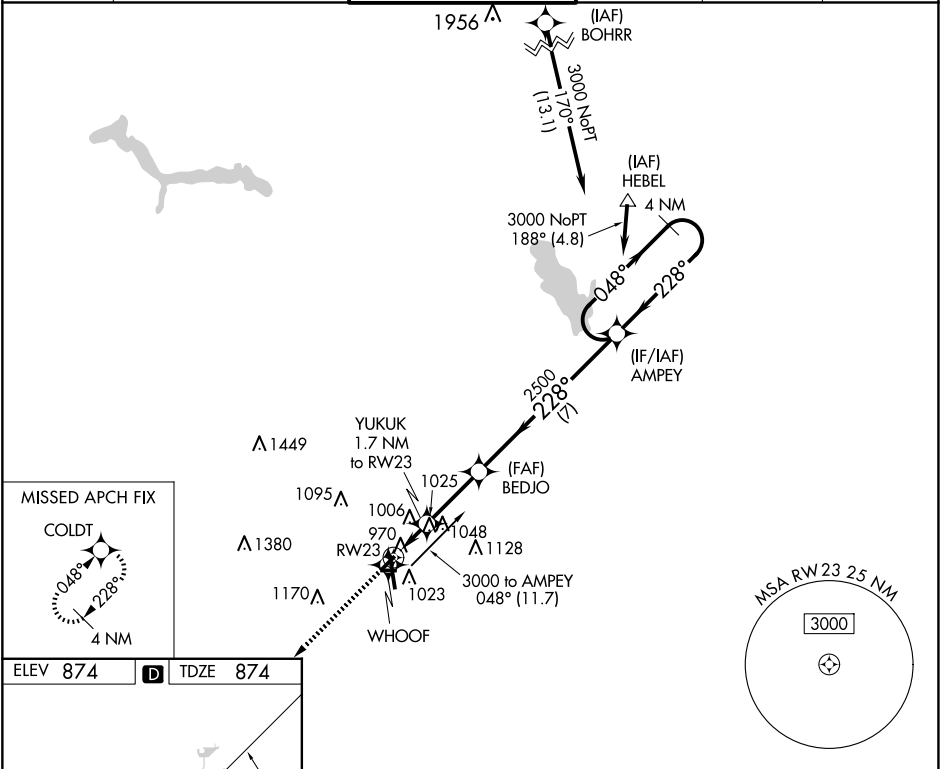 1956
(IAF)
BOHRR
3000 NoPT
170°
(13.1)
(IAF)
HEBEL
4 NM
3000 NoPT
188° (4.8)
048°
228°
(IF/IAF)
AMPEY
2500
228°
(7)
YUKUK
1.7 NM
to RW23
1449
1025
(FAF)
BEDJO
1095
1006
970
1048
RW23
1380
1128
1170
1023
3000 to AMPEY
048° (11.7)
WHOOF
MISSED APCH FIX
COLDT
048°
228°
4 NM
MSA RW23 25 NM
3000
ELEV 874 D TDZE 874